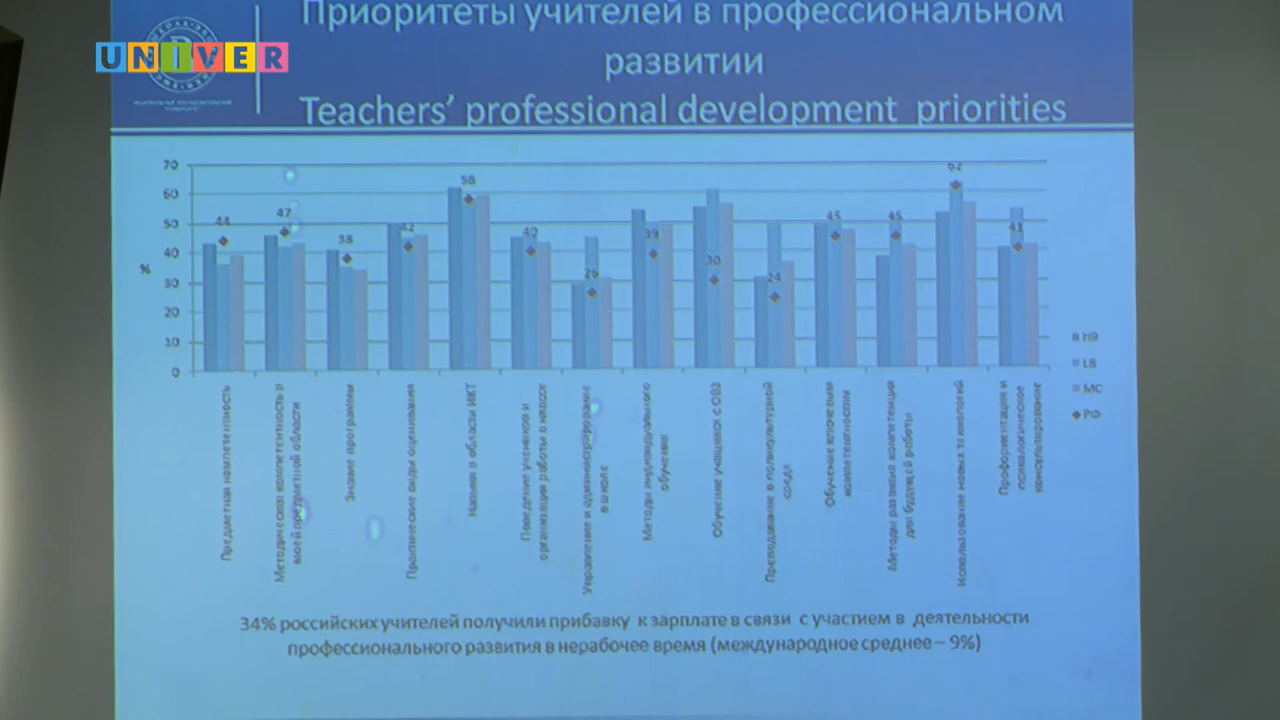 UNIVER
Приоритеты учителей в профессиональном
развитии
Teachers’ professional development priorities
70
60
50
40
30
20
10
0
%
44
47
38
42
58
40
26
39
30
24
45
45
62
41
Н9
L8
МС
РФ
Предметная компетентность
Методическая компетентность в
моей предметной области
Знание программы
Практические виды оценивания
Навыки в области ИКТ
Поведение учеников и
организация работы в классе
Управление и администрирование
в школе
Методы индивидуального
обучения
Обучение учащихся с ОВЗ
Преподавание в поликультурной
среде
Обучение ключевым
компетентностям
Методы развития компетенций
для будущей работы
Использование новых технологий
Профориентация и
психологическое
консультирование
34% российских учителей получили прибавку к зарплате в связи с участием в деятельности
профессионального развития в нерабочее время (международное среднее – 9%)